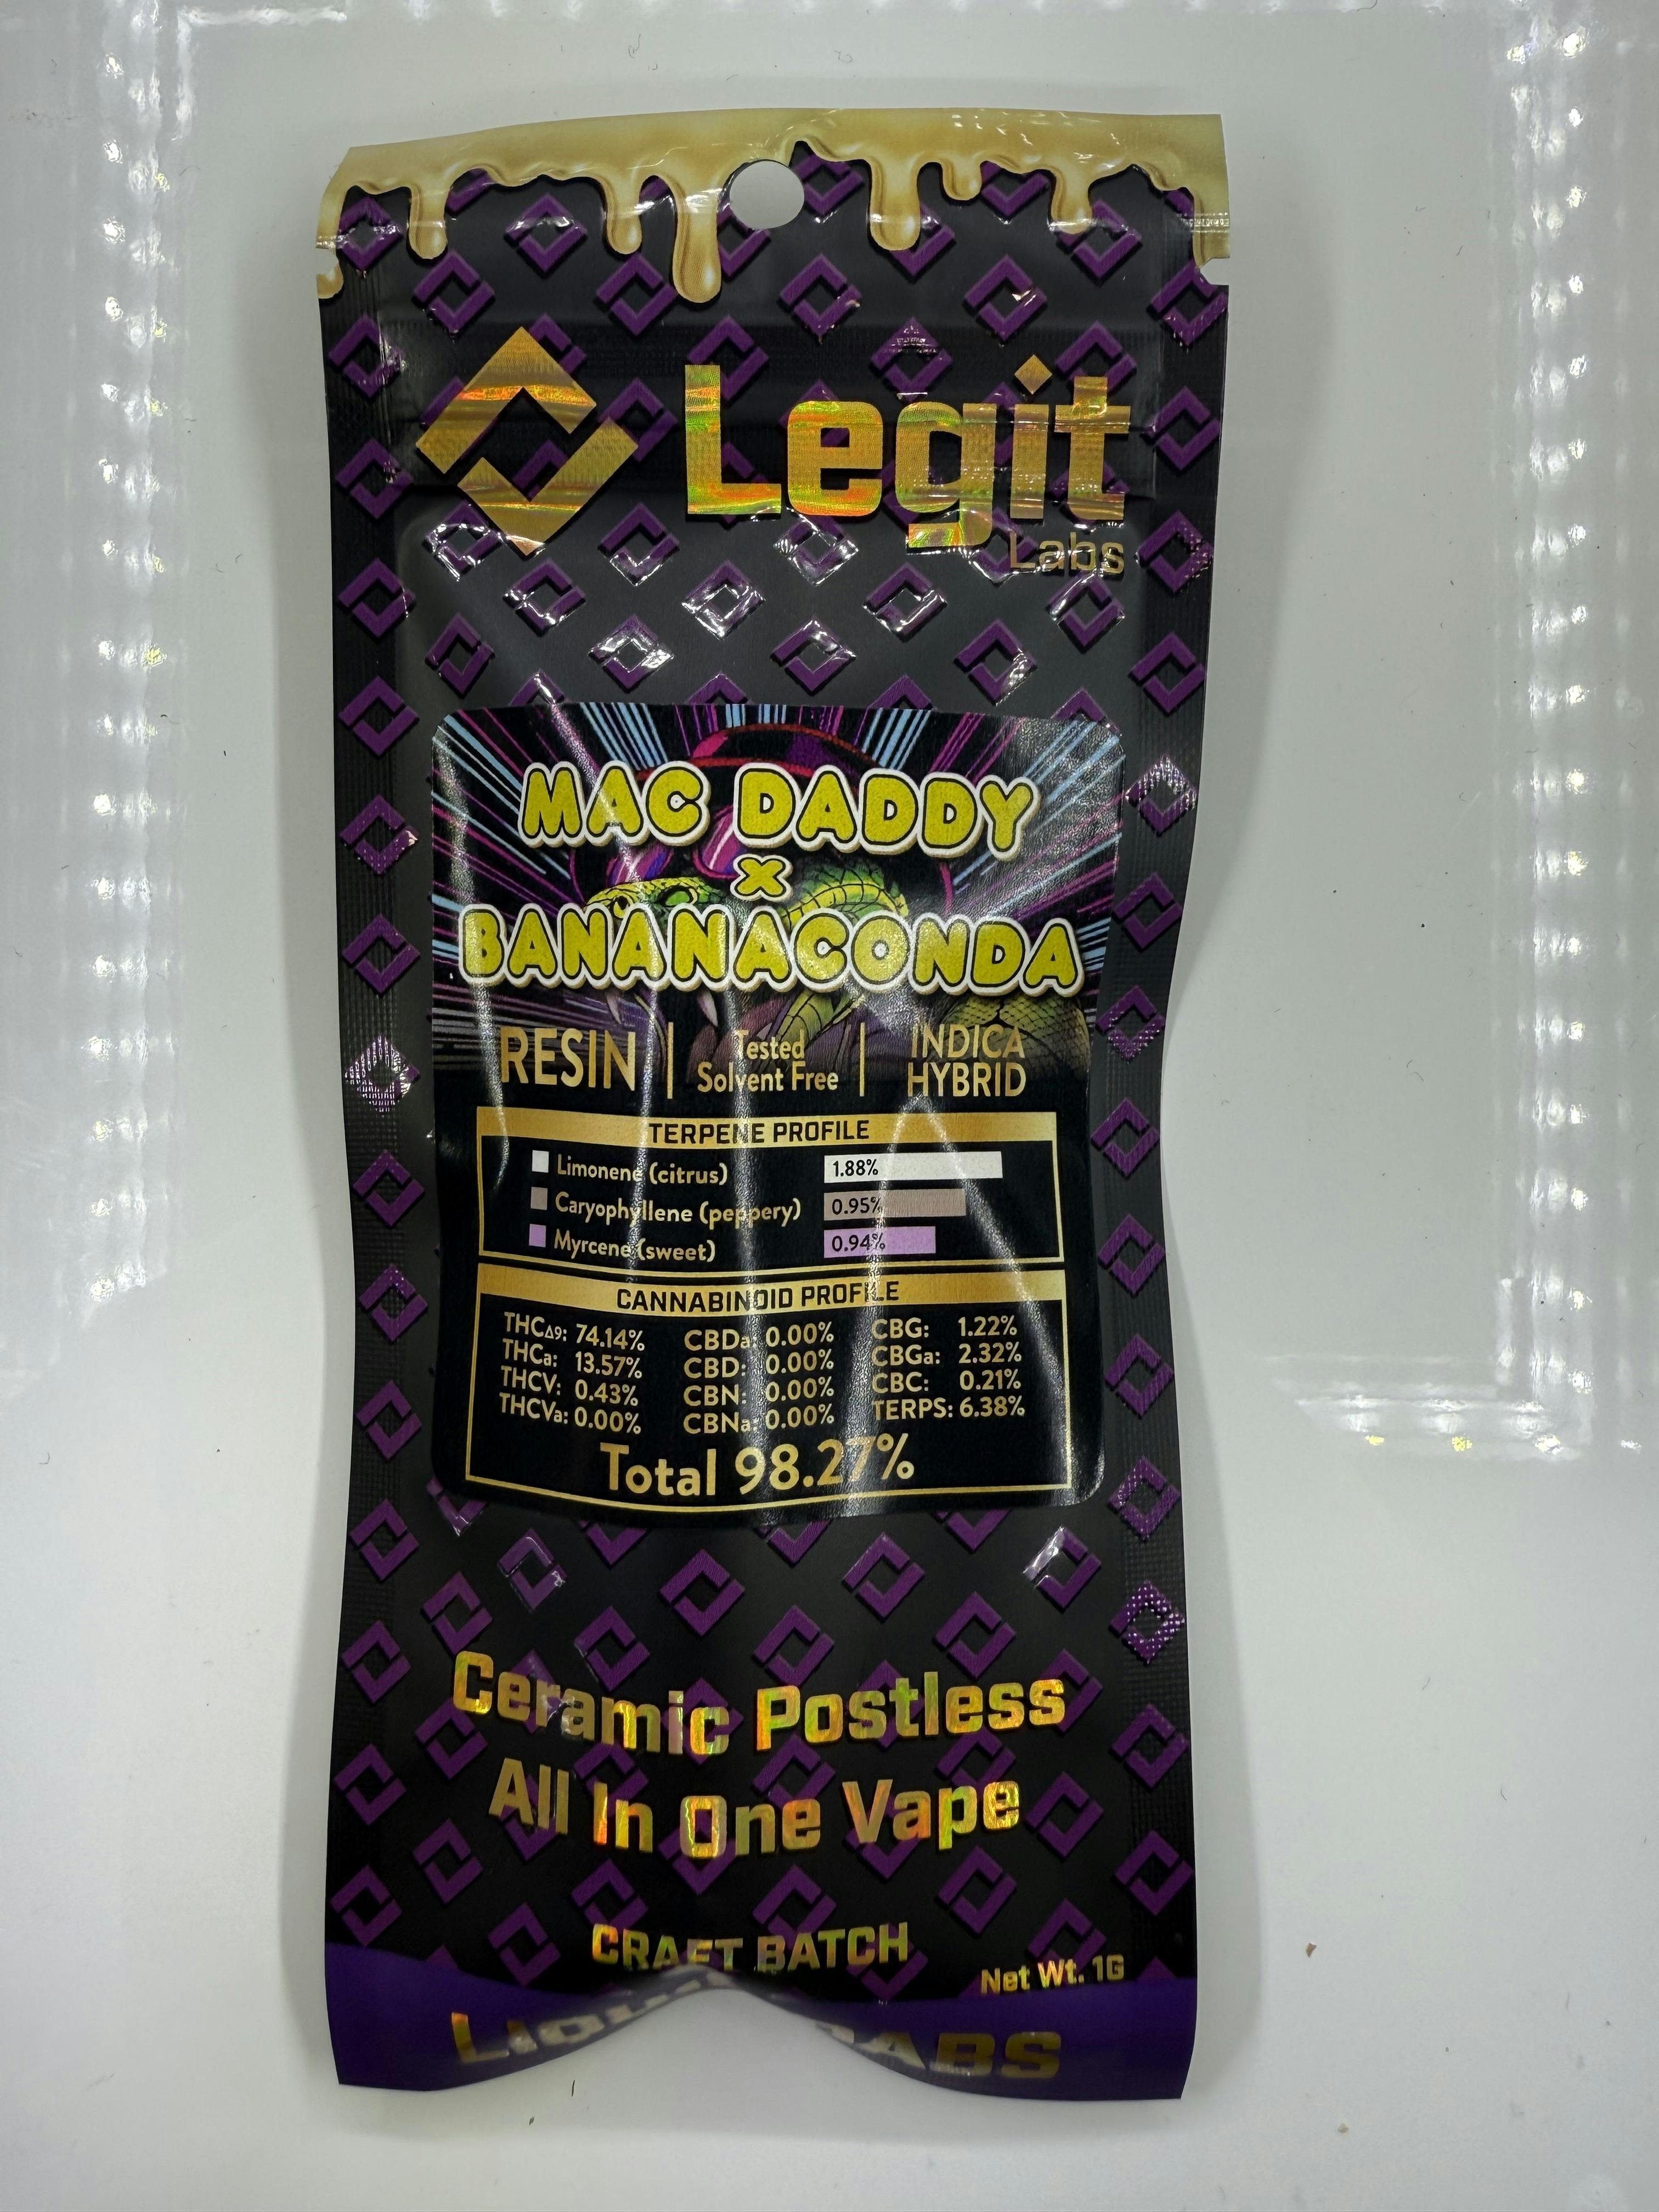 Legit
Labs
MAC DADDY
X
BANANACONDA
RESIN | Tested Solvent Free | INDICA HYBRID
TERPENE PROFILE
Limonene (citrus) 1.88%
Caryophyllene (peppery) 0.95%
Myrcene (sweet) 0.94%
CANNABINOID PROFILE
THCΔ9: 74.14% CBDa: 0.00% CBG: 1.22%
THCa: 13.57% CBD: 0.00% CBGa: 2.32%
THCV: 0.43% CBN: 0.00% CBC: 0.21%
THCVa: 0.00% CBNa: 0.00% TERPS: 6.38%
Total 98.27%
Ceramic Postless
All In One Vape
CRAFT BATCH
Net Wt. 1G